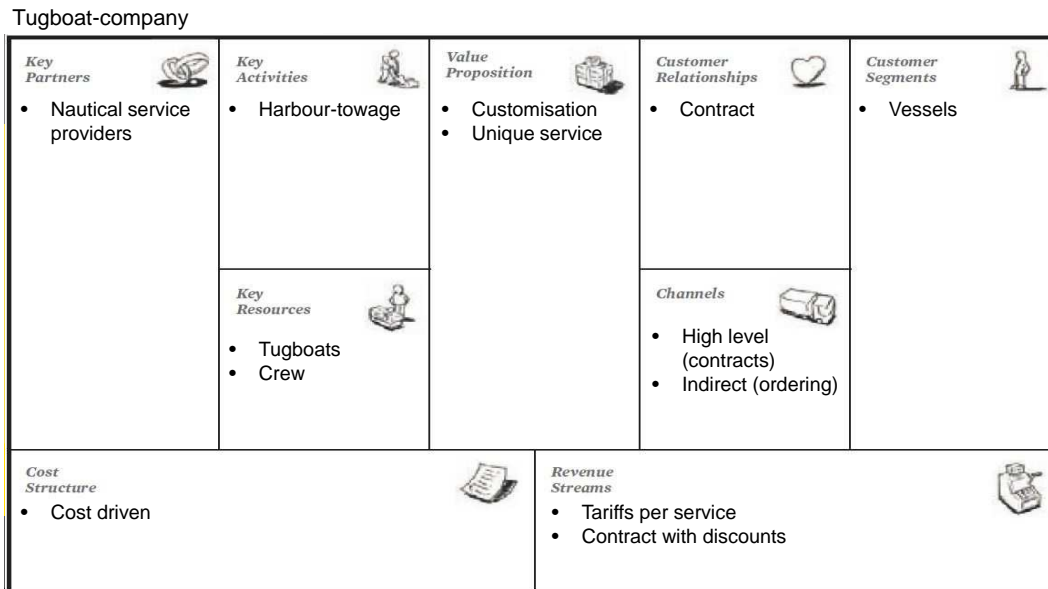 Tugboat-company
Key
Partners
• Nautical service
providers
Key
Activities
• Harbour-towage
Key
Resources
• Tugboats
• Crew
Value
Proposition
• Customisation
• Unique service
Customer
Relationships
• Contract
Channels
• High level
(contracts)
• Indirect (ordering)
Customer
Segments
• Vessels
Cost
Structure
• Cost driven
Revenue
Streams
• Tariffs per service
• Contract with discounts